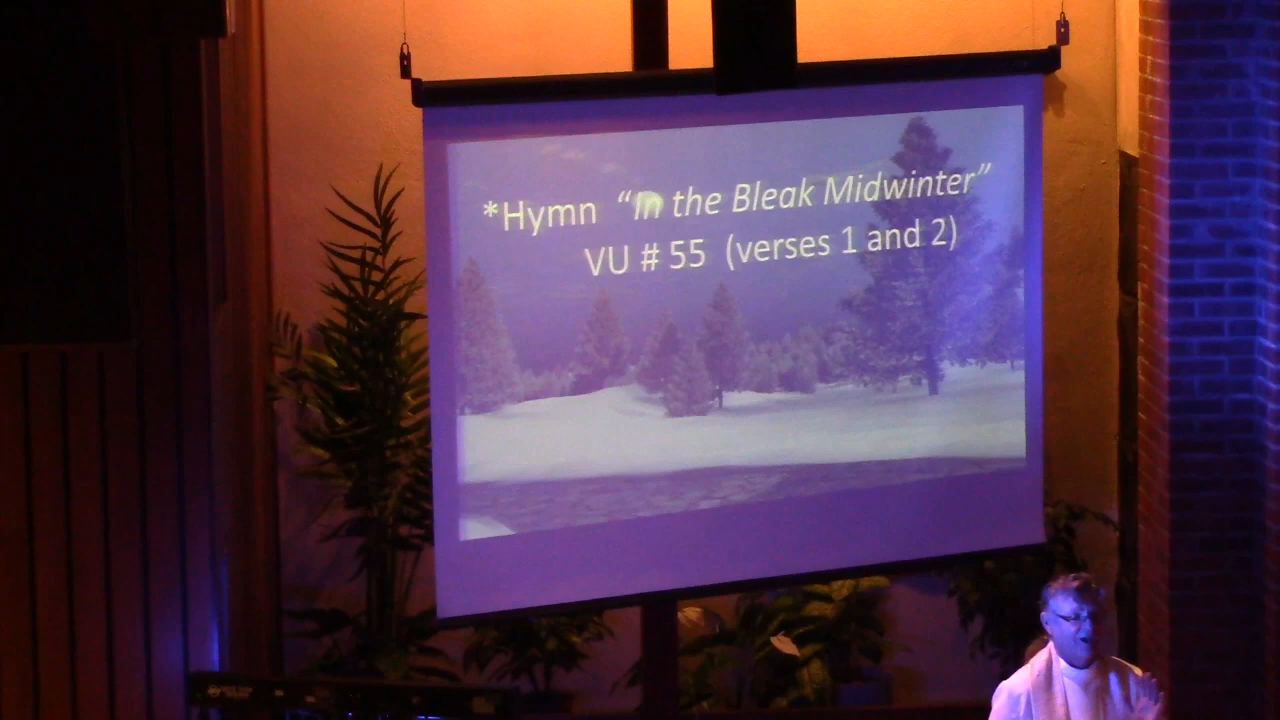 *Hymn “In the Bleak Midwinter”
VU # 55 (verses 1 and 2)